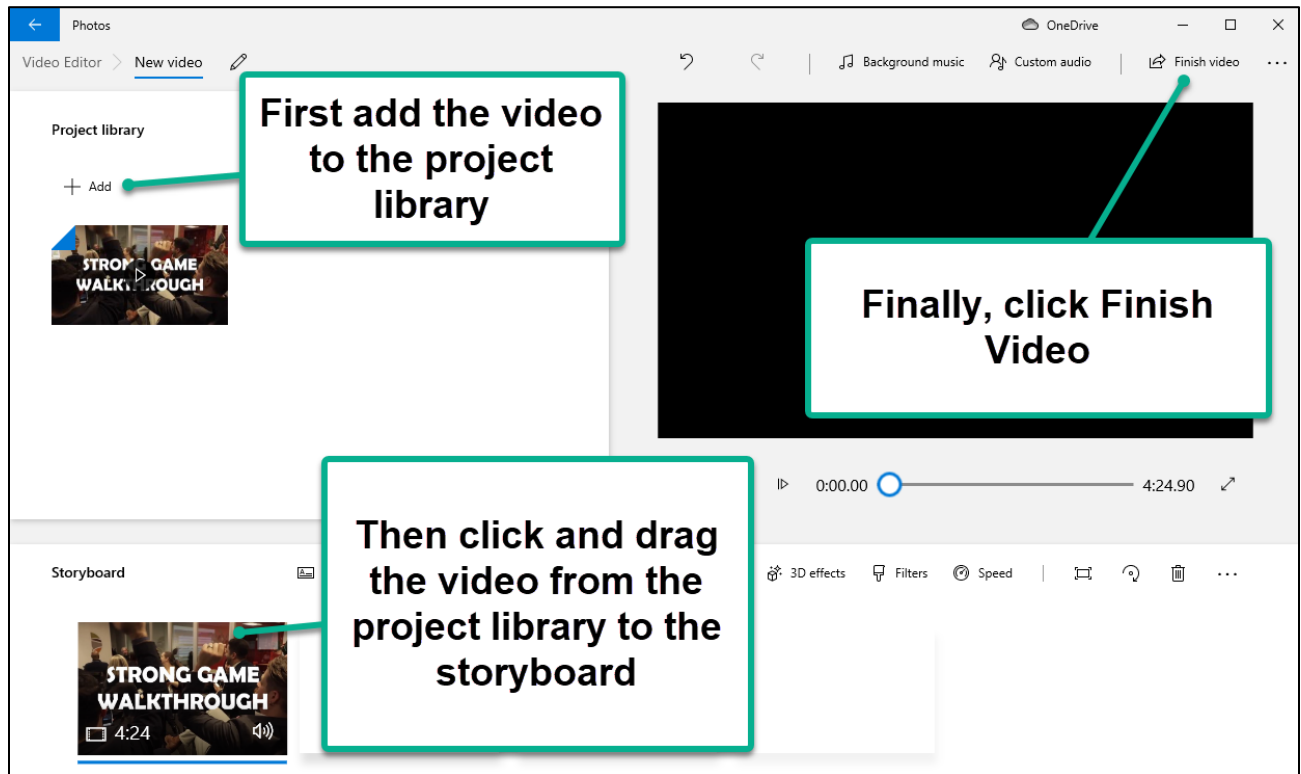 Photos
OneDrive
Video Editor
New video
Background music
Custom audio
Finish video
First add the video
to the project
library
Project library
Add
STRONG GAME
WALKTHROUGH
Finally, click Finish
Video
0:00.00
4:24.90
Then click and drag
the video from the
project library to the
storyboard
Storyboard
3D effects
Filters
Speed
STRONG GAME
WALKTHROUGH
4:24